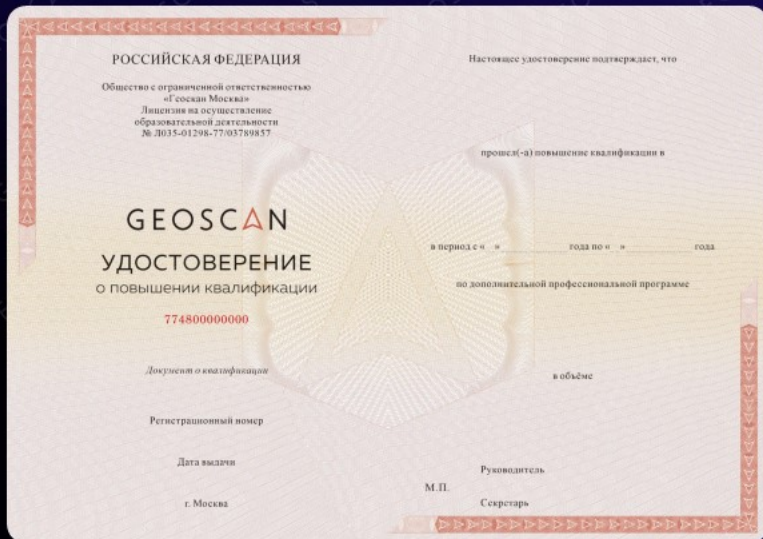 РОССИЙСКАЯ ФЕДЕРАЦИЯ
Общество с ограниченной ответственностью
«Геоскан Москва»
Лицензия на осуществление
образовательной деятельности
№ Л035-01298-77/03789857
GEOSCAN
УДОСТОВЕРЕНИЕ
о повышении квалификации
774800000000
Документ о квалификации
Регистрационный номер
Дата выдачи
г. Москва
Настоящее удостоверение подтверждает, что
прошел(-а) повышение квалификации в
в период с « » года по « » года
по дополнительной профессиональной программе
в объёме
Руководитель
М.П.
Секретарь